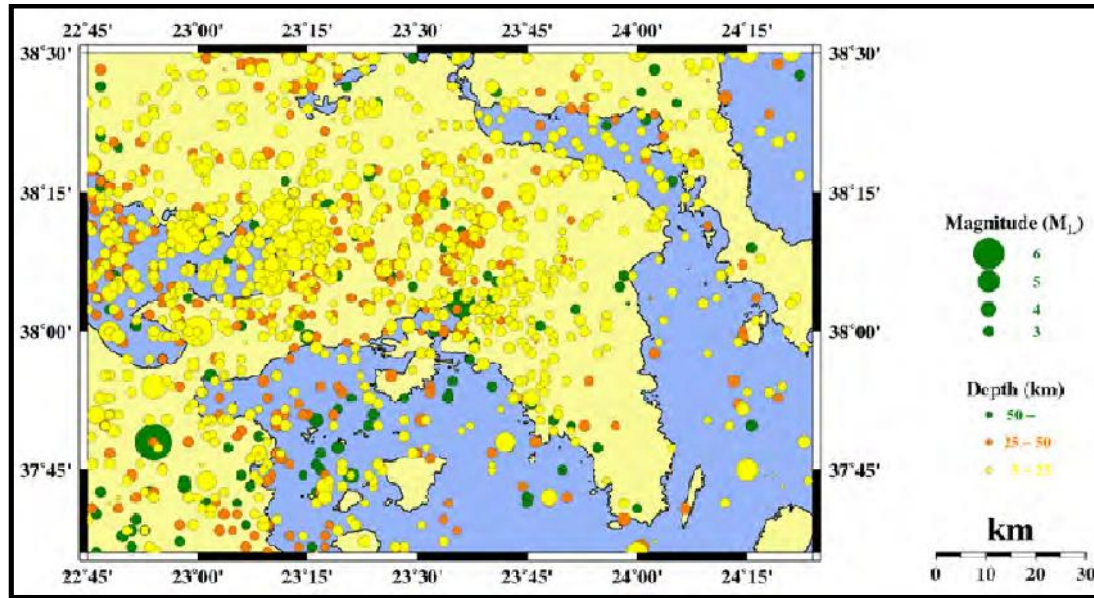 22˚45' 23˚00' 23˚15' 23˚30' 23˚45' 24˚00' 24˚15'
38˚30' 38˚30'
38˚15' 38˚15'
38˚00' 38˚00'
37˚45' 37˚45'
22˚45' 23˚00' 23˚15' 23˚30' 23˚45' 24˚00' 24˚15'
Magnitude (M_L)
6
5
4
3
Depth (km)
50 –
25 – 50
5 – 25
km
0 10 20 30